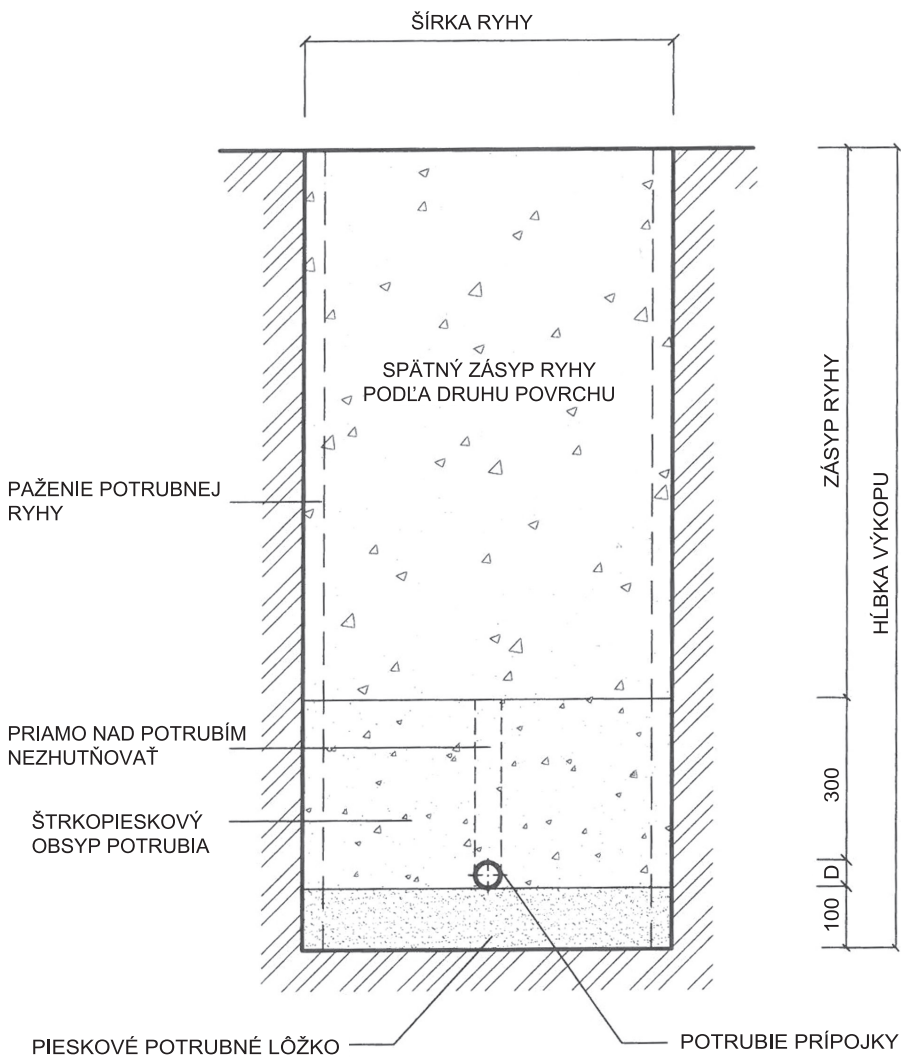 ŠÍRKA RYHY
SPÄTNÝ ZÁSYP RYHY
PODĽA DRUHU POVRCHU
ZÁSYP RYHY
HĹBKA VÝKOPU
PAŽENIE POTRUBNEJ
RYHY
PRIAMO NAD POTRUBÍM
NEZHUTŇOVAŤ
300
ŠTRKOPIESKOVÝ
OBSYP POTRUBIA
D
100
PIESKOVÉ POTRUBNÉ LÔŽKO
POTRUBIE PRÍPOJKY